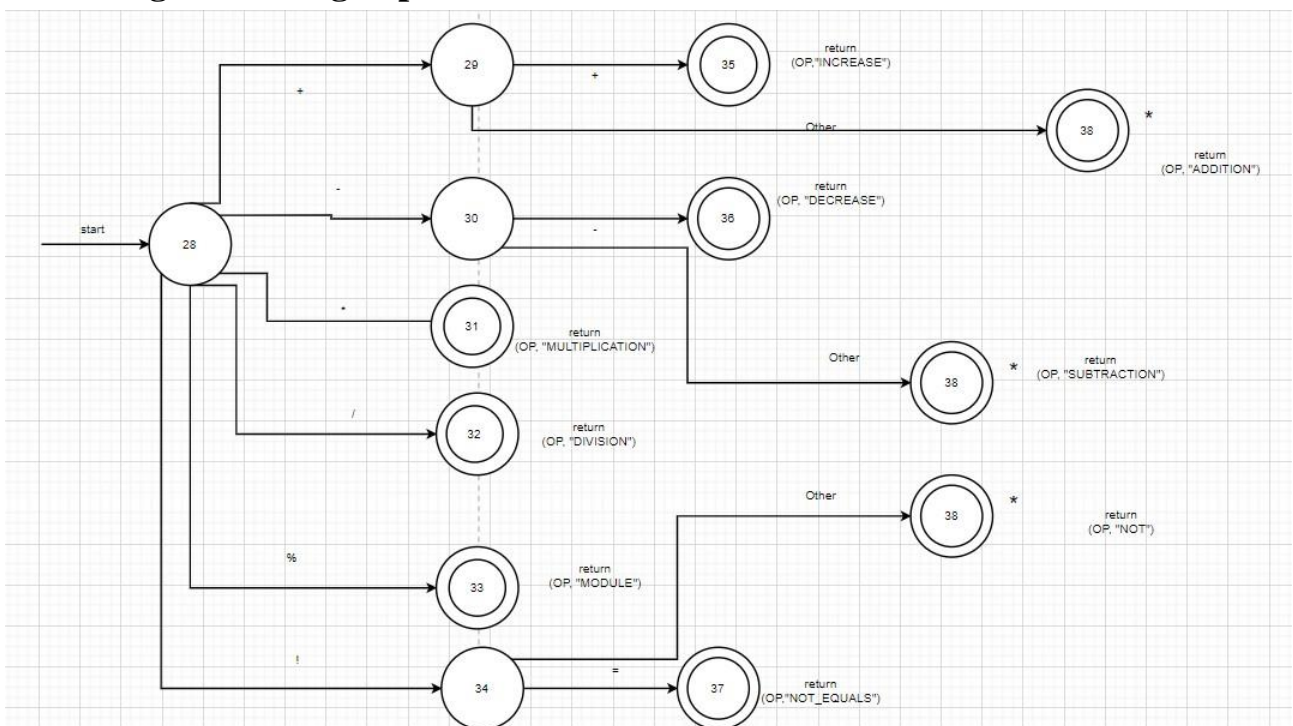 29
+
+
35
return
(OP,"INCREASE")
Other
38
*
return
(OP, "ADDITION")
start
28
-
30
-
36
return
(OP, "DECREASE")
*
31
return
(OP, "MULTIPLICATION")
Other
38
*
return
(OP, "SUBTRACTION")
/
32
return
(OP, "DIVISION")
Other
38
*
return
(OP, "NOT")
%
33
return
(OP, "MODULE")
!
34
=
37
return
(OP,"NOT_EQUALS")